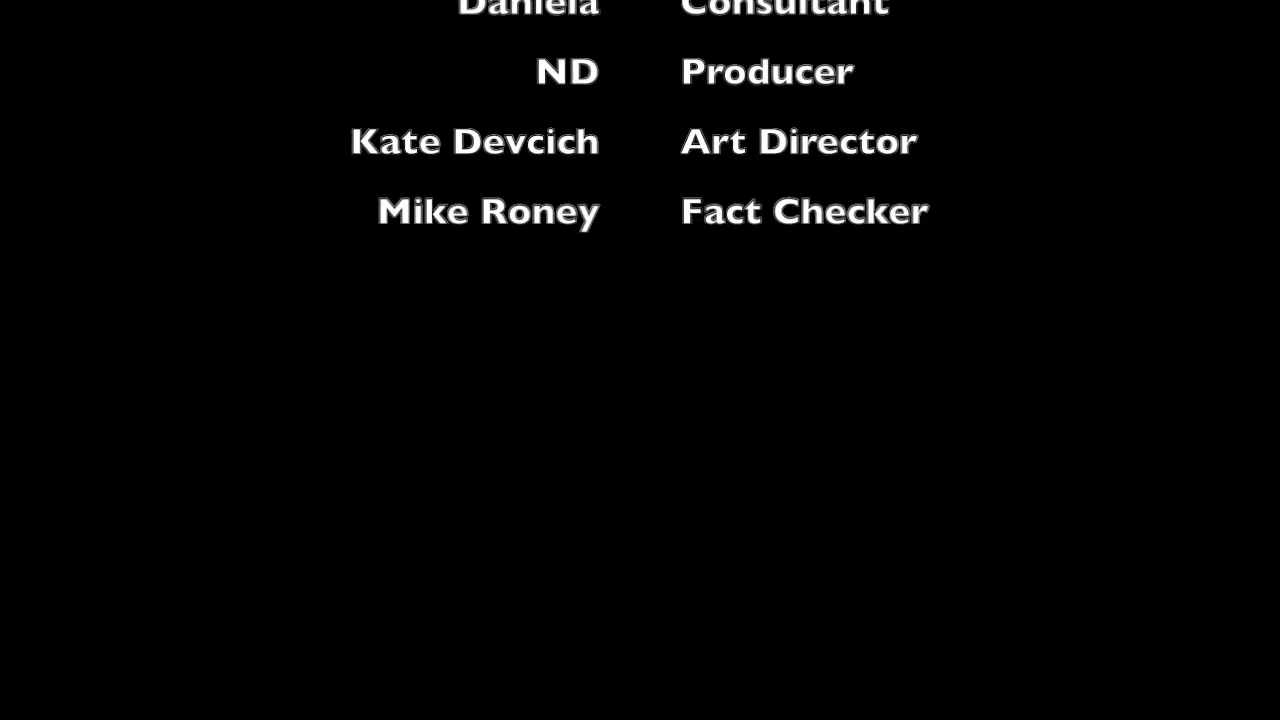 Daniela Consultant
ND Producer
Kate Devcich Art Director
Mike Roney Fact Checker